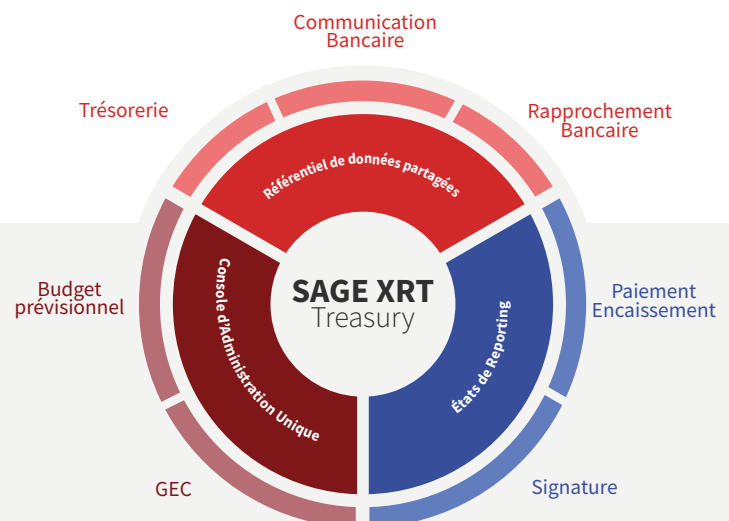 Communication
Bancaire
Trésorerie
Rapprochement
Bancaire
Référentiel de données partagées
Budget
prévisionnel
Console d'Administration Unique
SAGE XRT
Treasury
États de Reporting
Paiement
Encaissement
GEC
Signature